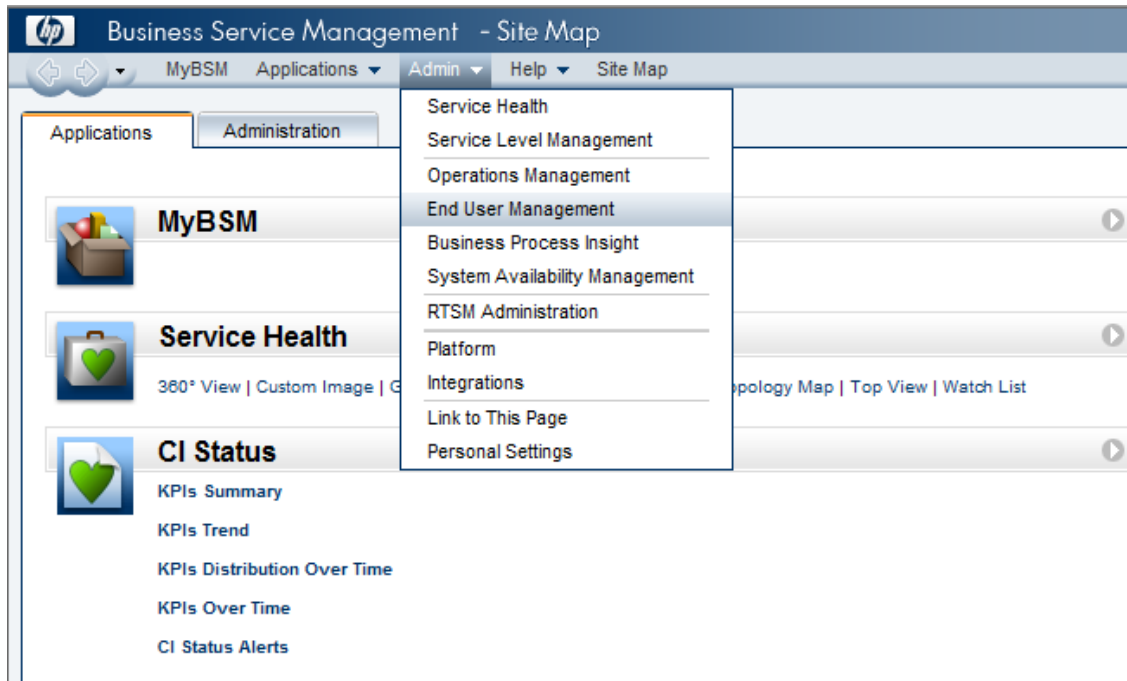 hp Business Service Management - Site Map
MyBSM Applications Admin Help Site Map
Applications Administration
Service Health
Service Level Management
Operations Management
End User Management
Business Process Insight
System Availability Management
RTSM Administration
Platform
Integrations
Link to This Page
Personal Settings
MyBSM
Service Health
360° View | Custom Image | G
pology Map | Top View | Watch List
CI Status
KPIs Summary
KPIs Trend
KPIs Distribution Over Time
KPIs Over Time
CI Status Alerts